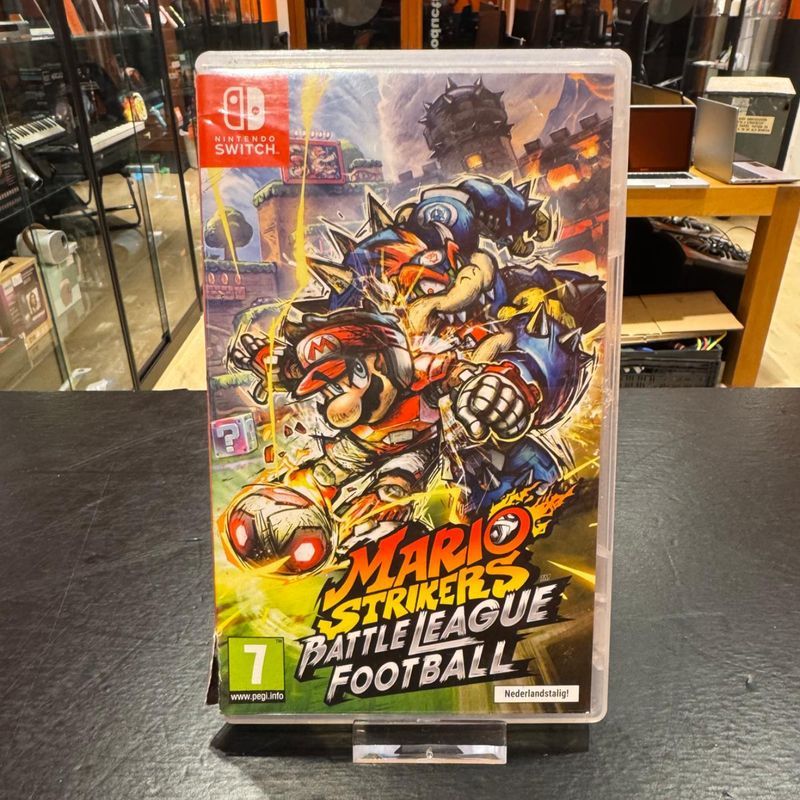 NINTENDO
SWITCH
M
?
MARIO
STRIKERS
BATTLE LEAGUE
FOOTBALL
7
www.pegi.info
Nederlandstalig!